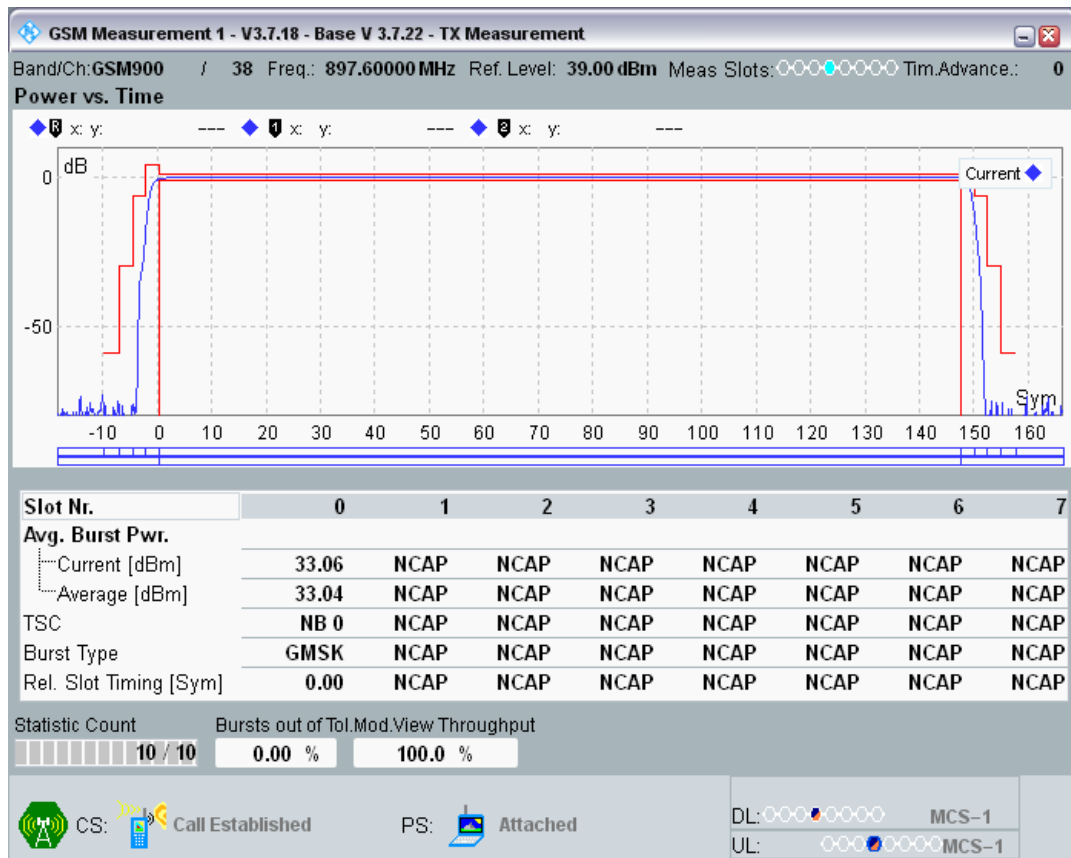 GSM Measurement 1 - V3.7.18 - Base V 3.7.22 - TX Measurement
Band/Ch:GSM900 / 38 Freq.: 897.60000 MHz Ref. Level: 39.00 dBm Meas Slots: Tim.Advance.: 0
Power vs. Time
R x: y: --- 1 x: y: --- 2 x: y: ---
dB
Current
0
-50
Sym
-10 0 10 20 30 40 50 60 70 80 90 100 110 120 130 140 150 160
Slot Nr. 0 1 2 3 4 5 6 7
Avg. Burst Pwr.
Current [dBm] 33.06 NCAP NCAP NCAP NCAP NCAP NCAP NCAP
Average [dBm] 33.04 NCAP NCAP NCAP NCAP NCAP NCAP NCAP
TSC NB 0 NCAP NCAP NCAP NCAP NCAP NCAP NCAP
Burst Type GMSK NCAP NCAP NCAP NCAP NCAP NCAP NCAP
Rel. Slot Timing [Sym] 0.00 NCAP NCAP NCAP NCAP NCAP NCAP NCAP
Statistic Count Bursts out of Tol.Mod.View Throughput
10 / 10 0.00 % 100.0 %
CS: Call Established PS: Attached
DL: MCS-1
UL: MCS-1